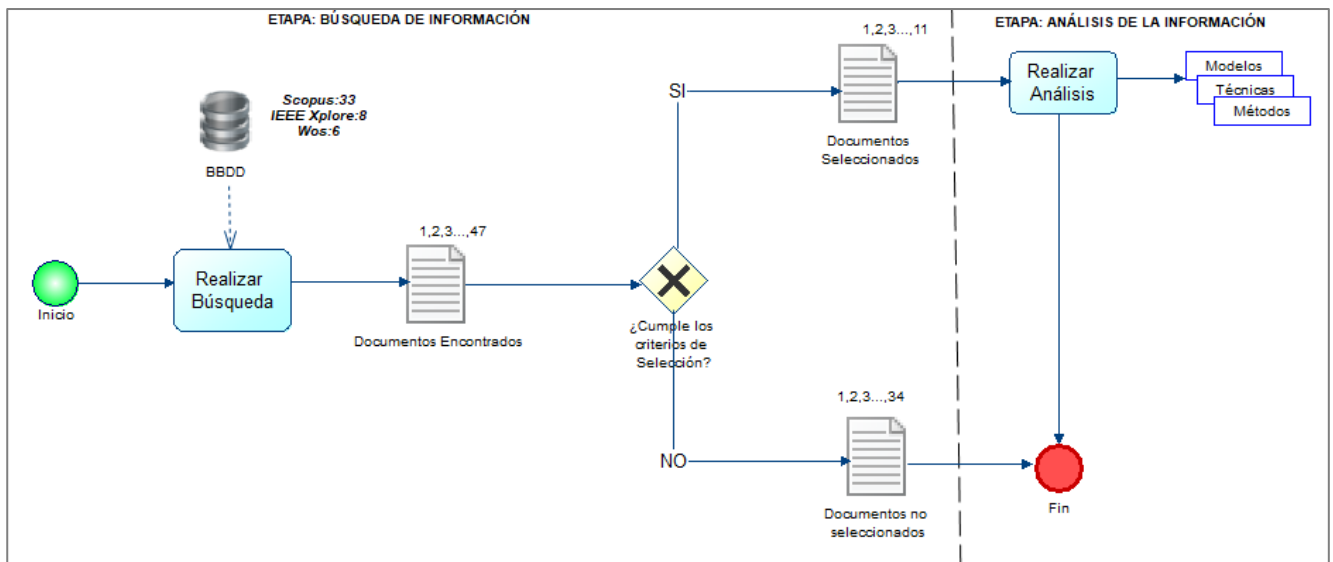 ETAPA: BÚSQUEDA DE INFORMACIÓN
ETAPA: ANÁLISIS DE LA INFORMACIÓN
Scopus:33
IEEE Xplore:8
Wos:6
BBDD
Inicio
Realizar
Búsqueda
1,2,3...,47
Documentos Encontrados
¿Cumple los
criterios de
Selección?
SI
1,2,3...,11
Documentos
Seleccionados
NO
1,2,3...,34
Documentos no
seleccionados
Realizar
Análisis
Modelos
Técnicas
Métodos
Fin